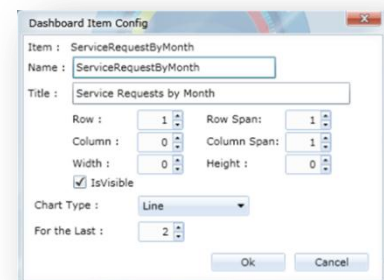 Dashboard Item Config
Item : ServiceRequestByMonth
Name : ServiceRequestByMonth
Title : Service Requests by Month
Row : 1 Row Span: 1
Column : 0 Column Span: 1
Width : 0 Height : 0
IsVisible
Chart Type : Line
For the Last : 2
Ok Cancel